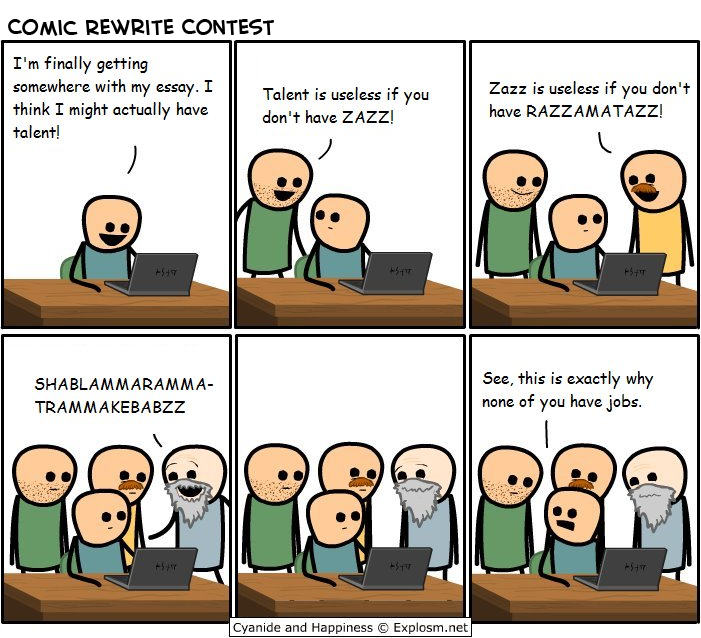 COMIC REWRITE CONTEST
I'm finally getting
somewhere with my essay. I
think I might actually have
talent!
Talent is useless if you
don't have ZAZZ!
Zazz is useless if you don't
have RAZZAMATAZZ!
SHABLAMMARAMMA-
TRAMMAKEBABZZ
See, this is exactly why
none of you have jobs.
Cyanide and Happiness © Explosm.net